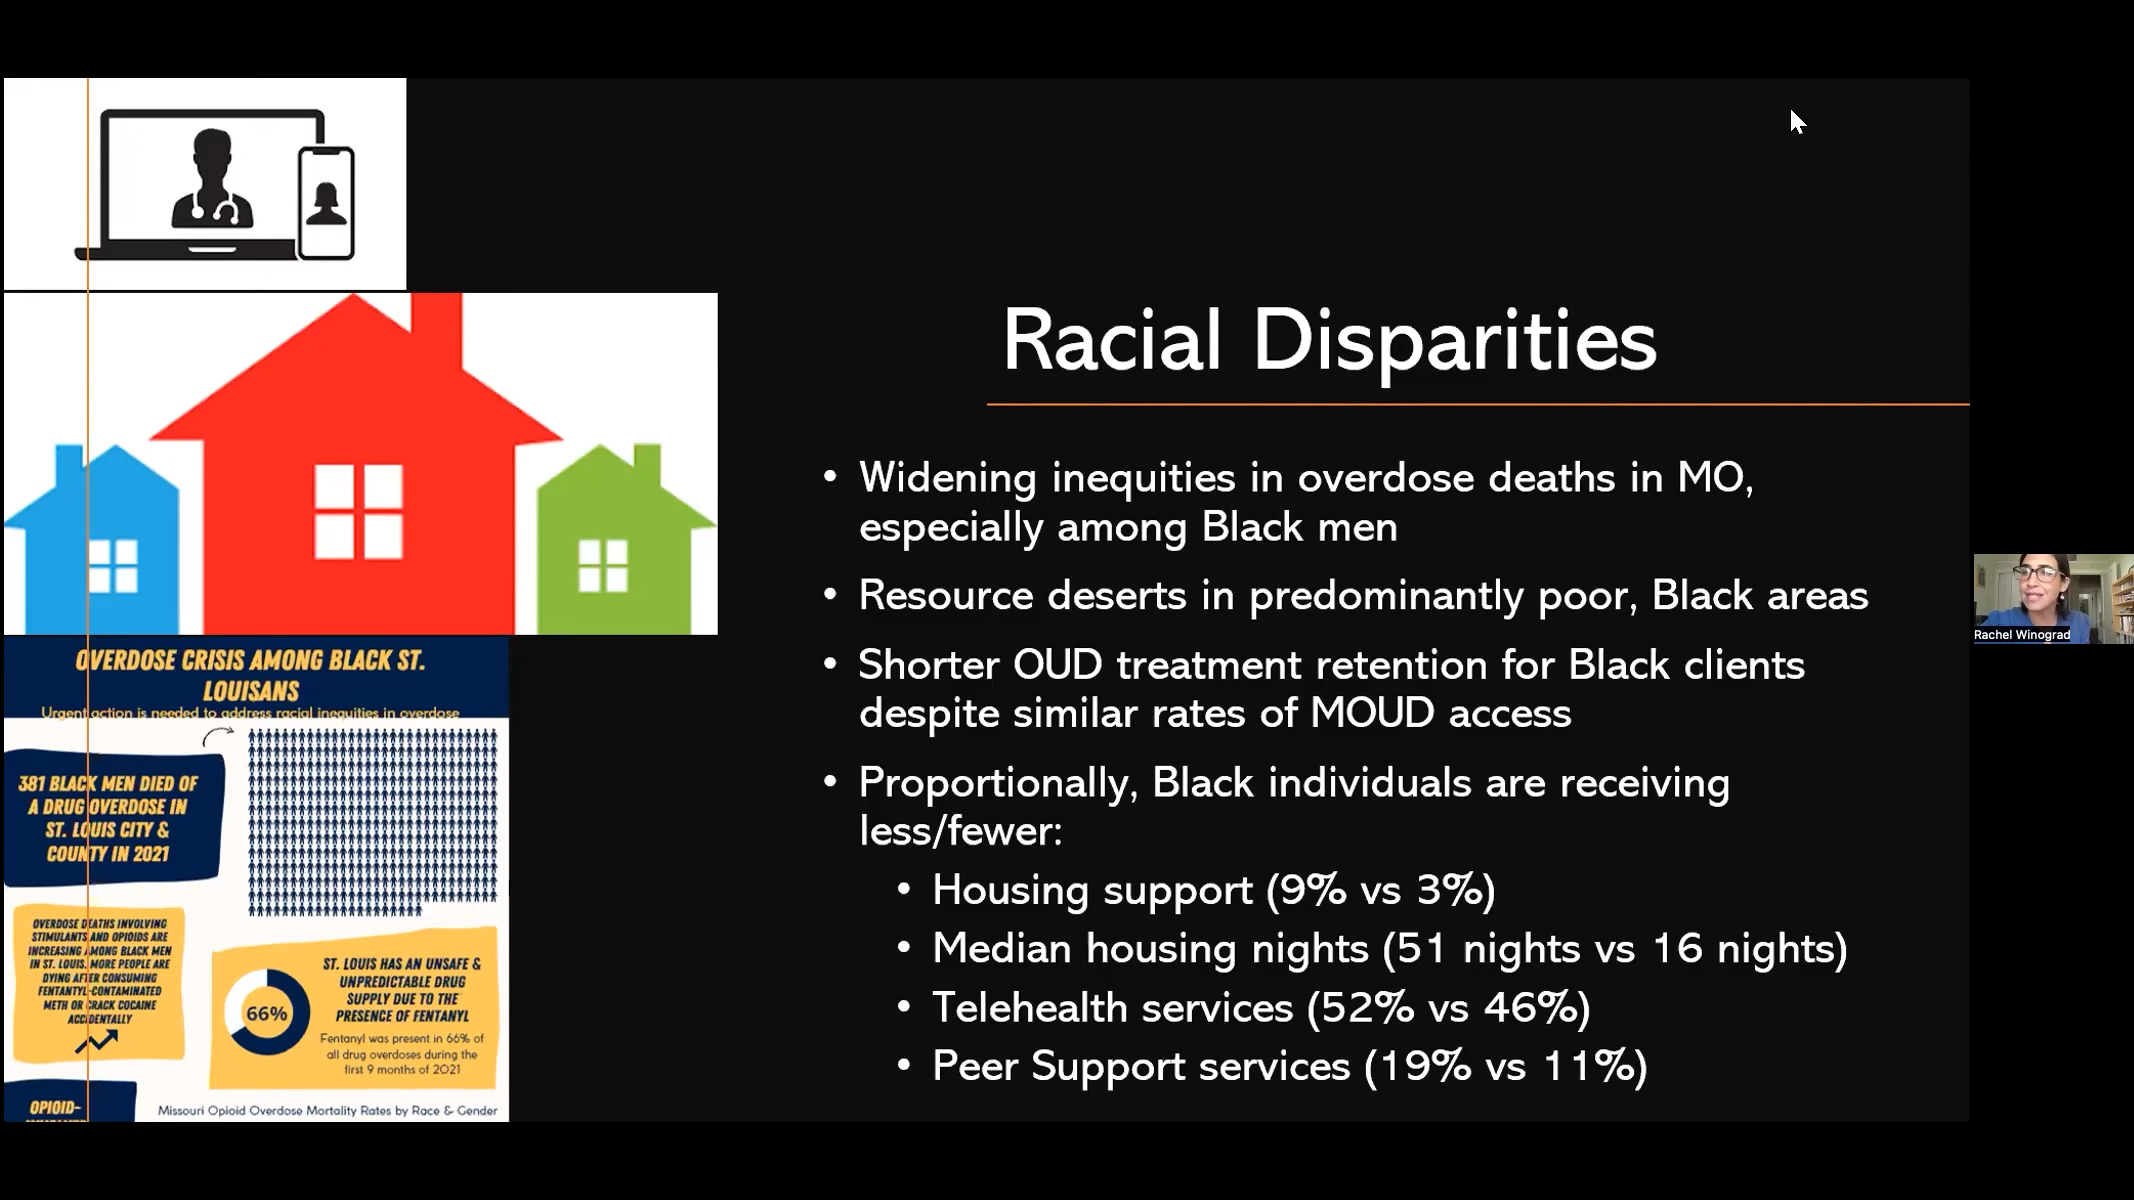 Racial Disparities
• Widening inequities in overdose deaths in MO,
especially among Black men
• Resource deserts in predominantly poor, Black areas
• Shorter OUD treatment retention for Black clients
despite similar rates of MOUD access
• Proportionally, Black individuals are receiving
less/fewer:
• Housing support (9% vs 3%)
• Median housing nights (51 nights vs 16 nights)
• Telehealth services (52% vs 46%)
• Peer Support services (19% vs 11%)
OVERDOSE CRISIS AMONG BLACK ST.
LOUISANS
Urgent action is needed to address racial inequities in overdose
381 BLACK MEN DIED OF
A DRUG OVERDOSE IN
ST. LOUIS CITY &
COUNTY IN 2021
OVERDOSE DEATHS INVOLVING
STIMULANTS AND OPIOIDS ARE
INCREASING AMONG BLACK MEN
IN ST. LOUIS. MORE PEOPLE ARE
DYING AFTER CONSUMING
FENTANYL-CONTAMINATED
METH OR CRACK COCAINE
ACCIDENTALLY
66%
ST. LOUIS HAS AN UNSAFE &
UNPREDICTABLE DRUG
SUPPLY DUE TO THE
PRESENCE OF FENTANYL
Fentanyl was present in 66% of
all drug overdoses during the
first 9 months of 2021
OPIOID-
Missouri Opioid Overdose Mortality Rates by Race & Gender
Rachel Winograd